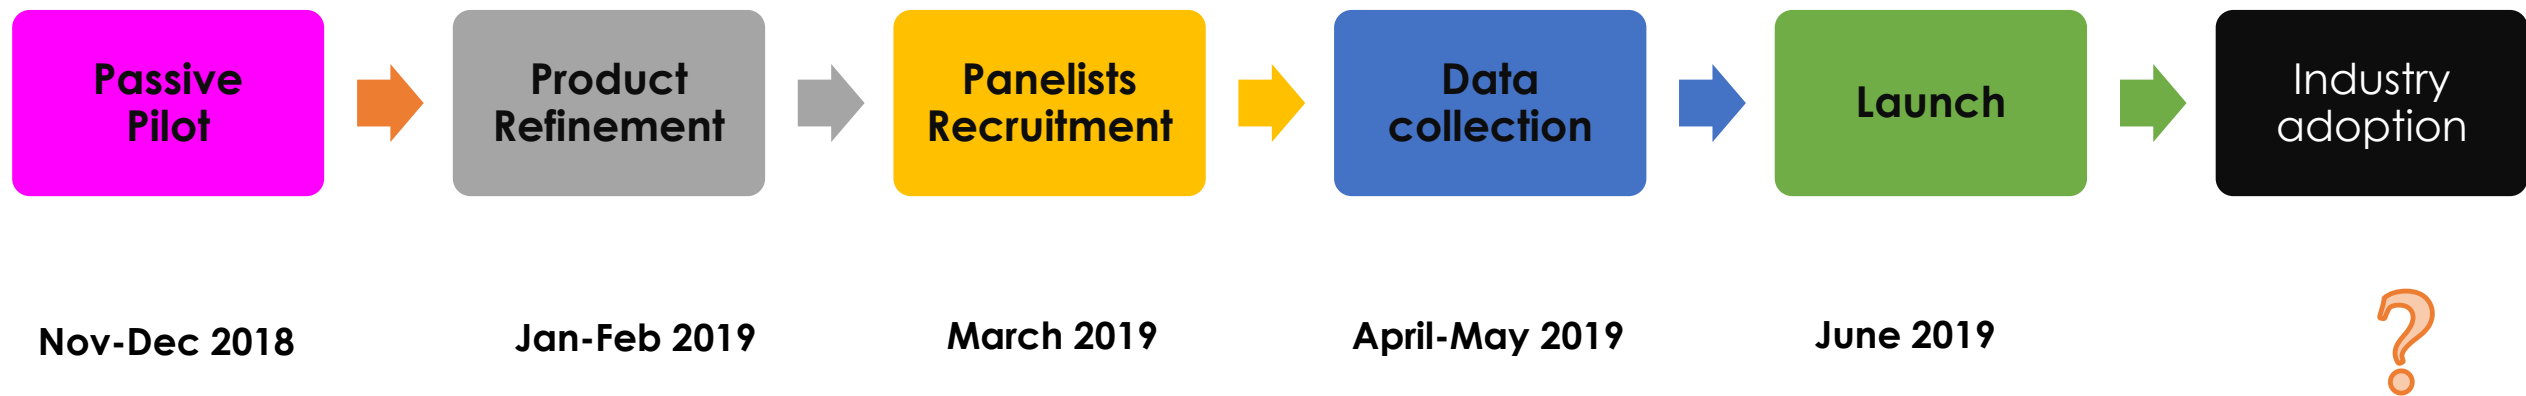 Passive
Pilot
Product
Refinement
Panelists
Recruitment
Data
collection
Launch
Industry
adoption
Nov-Dec 2018
Jan-Feb 2019
March 2019
April-May 2019
June 2019
?